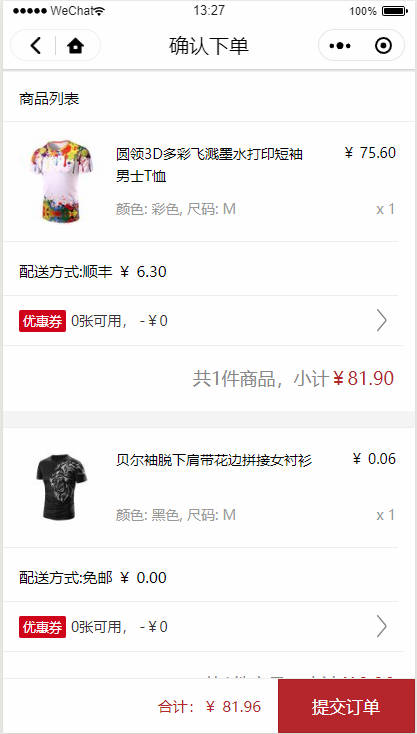 WeChat
13:27
100%
确认下单
商品列表
圆领3D多彩飞溅墨水打印短袖 ¥ 75.60
男士T恤
颜色: 彩色, 尺码: M x 1
配送方式:顺丰 ¥ 6.30
优惠券 0张可用， -¥0
共1件商品，小计¥81.90
贝尔袖脱下肩带花边拼接女衬衫 ¥ 0.06
颜色: 黑色, 尺码: M x 1
配送方式:免邮 ¥ 0.00
优惠券 0张可用， -¥0
合计： ¥ 81.96 提交订单